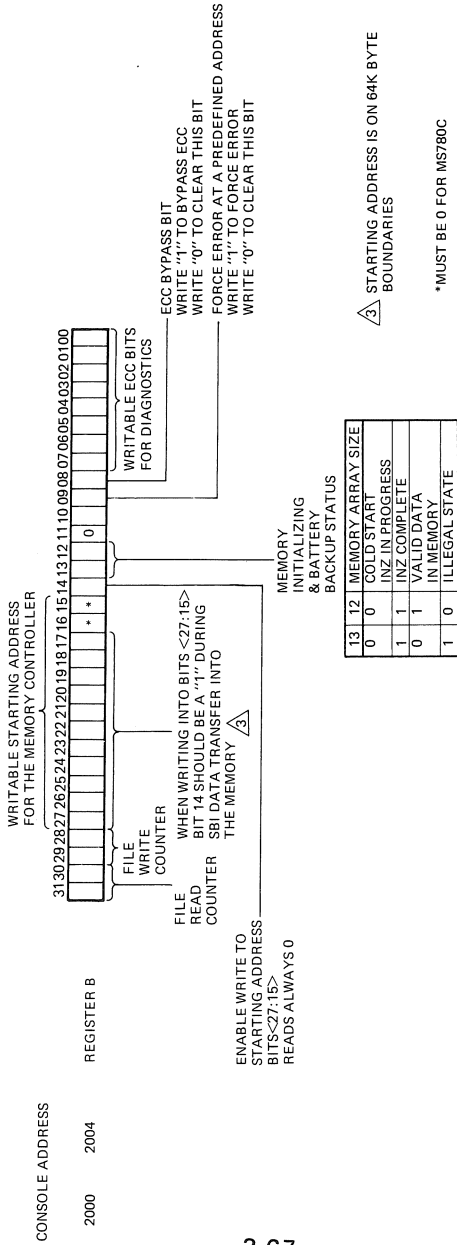 WRITABLE STARTING ADDRESS
FOR THE MEMORY CONTROLLER
CONSOLE ADDRESS
31 30 29 28 27 26 25 24 23 22 21 20 19 18 17 16 15 14 13 12 11 10 09 08 07 06 05 04 03 02 01 00
2000 2004 REGISTER B
* * 0
FILE
WRITE
COUNTER
FILE
READ
COUNTER
WHEN WRITING INTO BITS <27:15>
BIT 14 SHOULD BE A "1" DURING
SBI DATA TRANSFER INTO
THE MEMORY 3
WRITABLE ECC BITS
FOR DIAGNOSTICS
ECC BYPASS BIT
WRITE "1" TO BYPASS ECC
WRITE "0" TO CLEAR THIS BIT
FORCE ERROR AT A PREDEFINED ADDRESS
WRITE "1" TO FORCE ERROR
WRITE "0" TO CLEAR THIS BIT
ENABLE WRITE TO
STARTING ADDRESS
BITS<27:15>
READS ALWAYS 0
MEMORY
INITIALIZING
& BATTERY
BACKUP STATUS
13 12 MEMORY ARRAY SIZE
0 0 COLD START
INZ IN PROGRESS
1 1 INZ COMPLETE
0 1 VALID DATA
IN MEMORY
1 0 ILLEGAL STATE
3 STARTING ADDRESS IS ON 64K BYTE
BOUNDARIES
*MUST BE 0 FOR MS780C